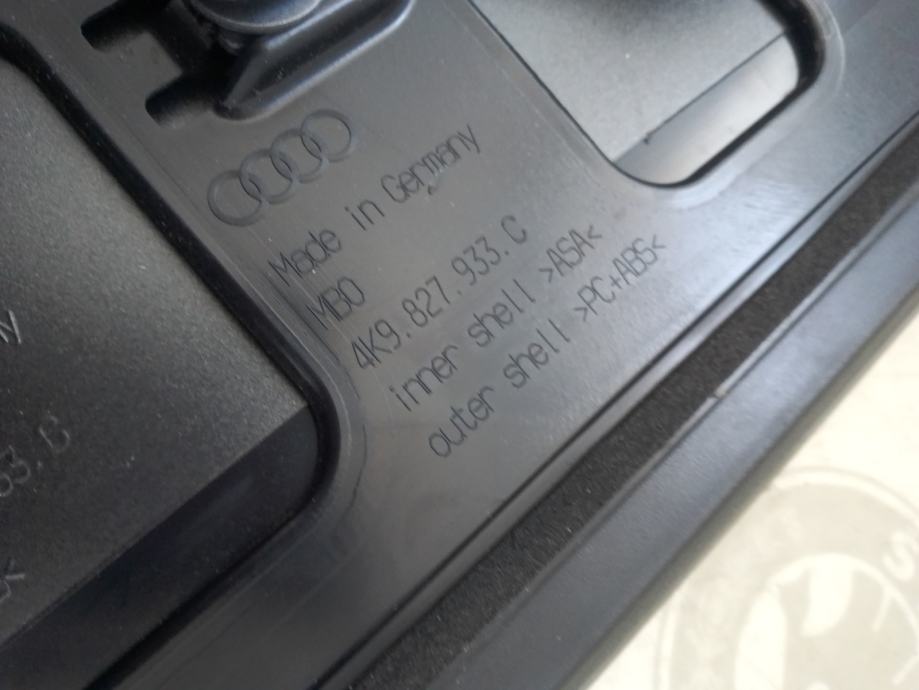 Made in Germany
MBO
4K9.827.933.C
inner shell >ASA<
outer shell >PC+ABS<